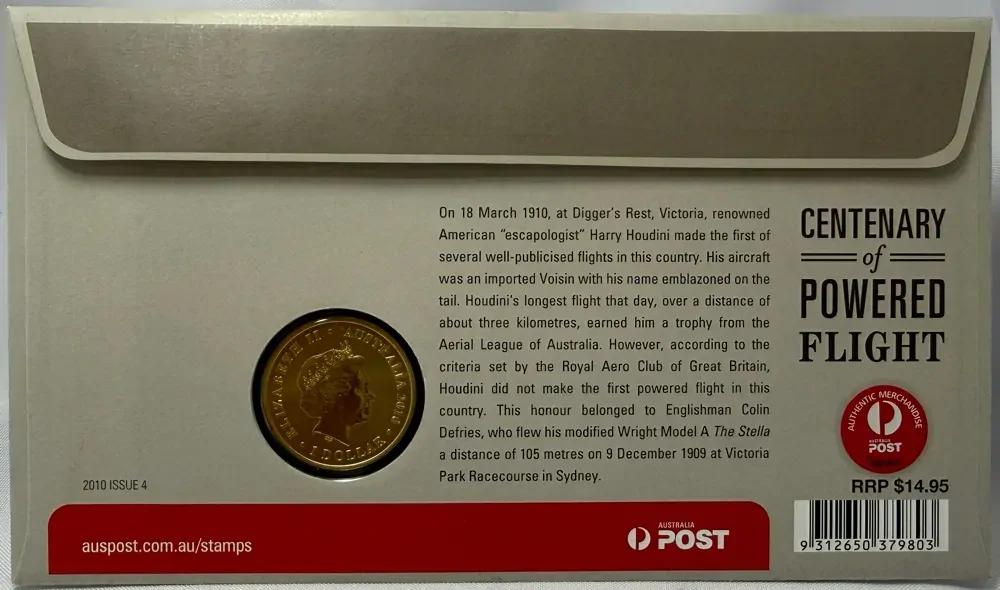 On 18 March 1910, at Digger's Rest, Victoria, renowned
American "escapologist" Harry Houdini made the first of
several well-publicised flights in this country. His aircraft
was an imported Voisin with his name emblazoned on the
tail. Houdini's longest flight that day, over a distance of
about three kilometres, earned him a trophy from the
Aerial League of Australia. However, according to the
criteria set by the Royal Aero Club of Great Britain,
Houdini did not make the first powered flight in this
country. This honour belonged to Englishman Colin
Defries, who flew his modified Wright Model A The Stella
a distance of 105 metres on 9 December 1909 at Victoria
Park Racecourse in Sydney.
CENTENARY
of
POWERED
FLIGHT
ELIZABETH II · AUSTRALIA 2010
· 1 DOLLAR ·
AUTHENTIC MERCHANDISE
AUSTRALIA
POST
RRP $14.95
9 312650 379803
2010 ISSUE 4
auspost.com.au/stamps
AUSTRALIA
POST